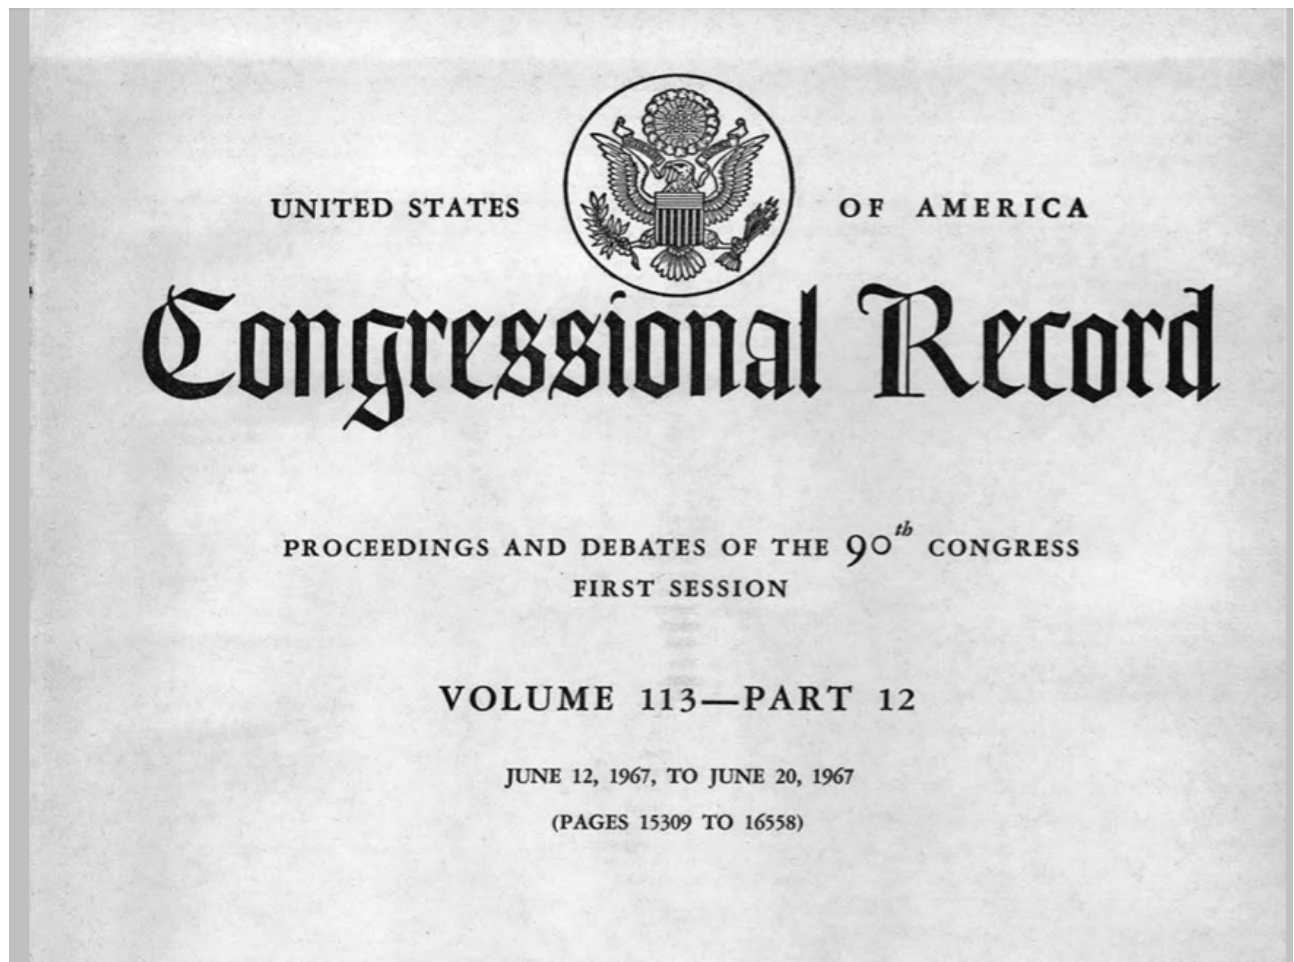 UNITED STATES OF AMERICA
Congressional Record
PROCEEDINGS AND DEBATES OF THE 90th CONGRESS
FIRST SESSION
VOLUME 113—PART 12
JUNE 12, 1967, TO JUNE 20, 1967
(PAGES 15309 TO 16558)